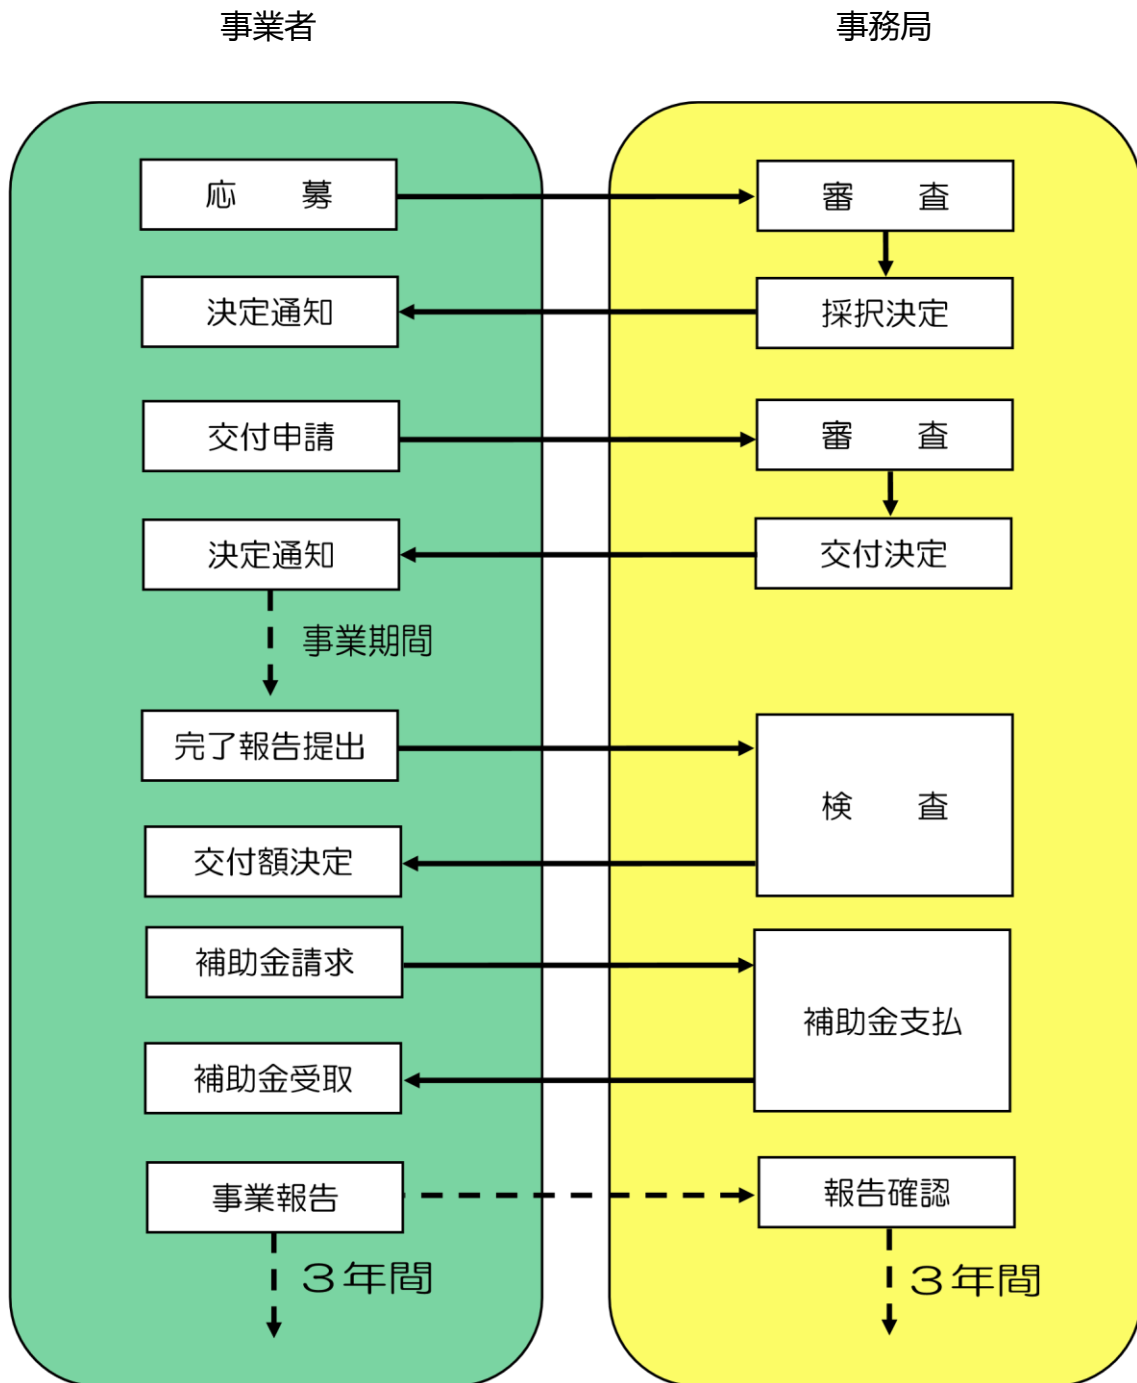 事業者
事務局
応　　募
審　　査
決定通知
採択決定
交付申請
審　　査
決定通知
交付決定
事業期間
完了報告提出
検　　査
交付額決定
補助金請求
補助金支払
補助金受取
事業報告
報告確認
３年間
３年間